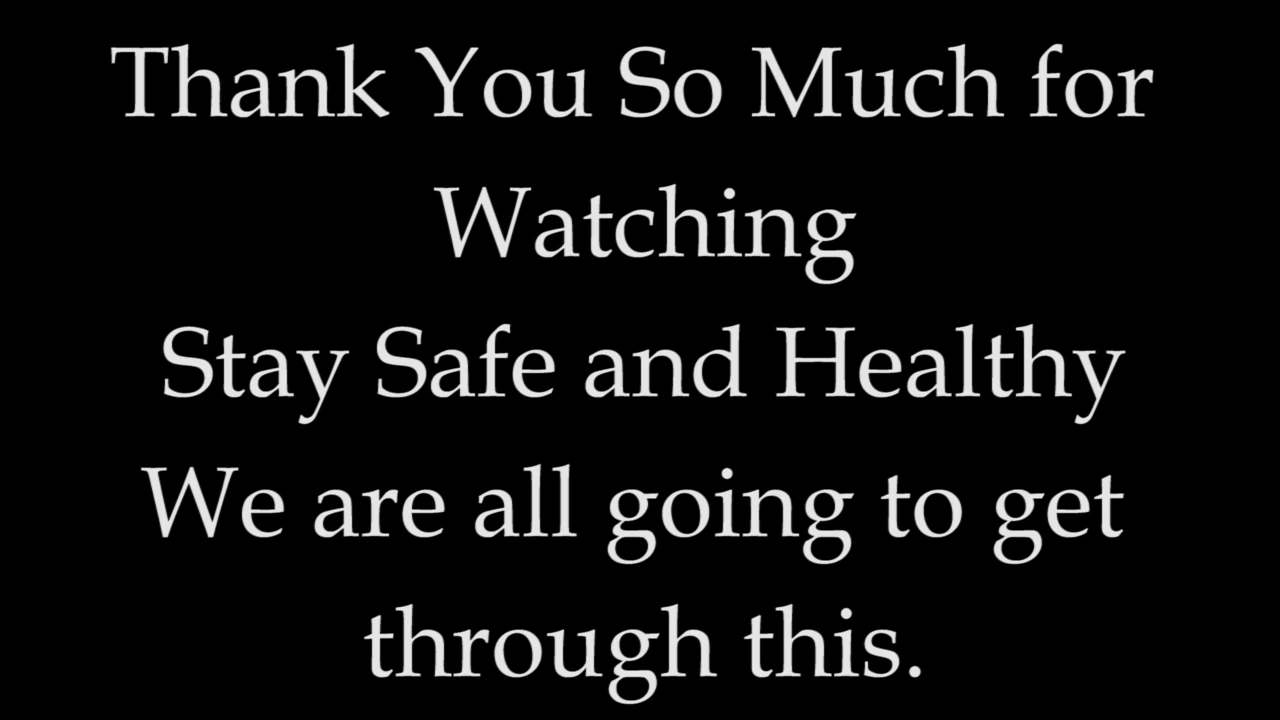 Thank You So Much for
Watching
Stay Safe and Healthy
We are all going to get
through this.